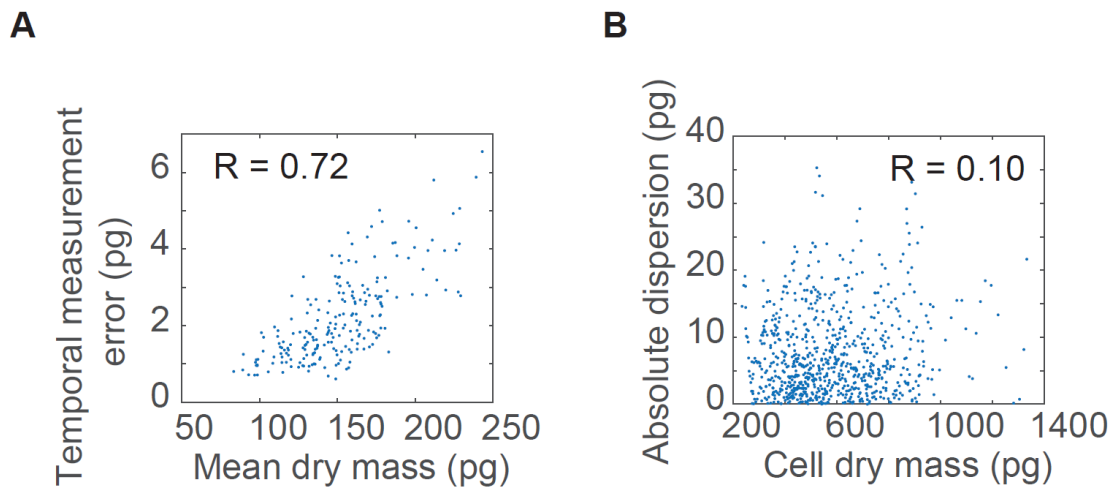 A
Temporal measurement
error (pg)
R = 0.72
6
4
2
0
50 100 150 200 250
Mean dry mass (pg)
B
Absolute dispersion (pg)
R = 0.10
40
30
20
10
0
200 600 1000 1400
Cell dry mass (pg)